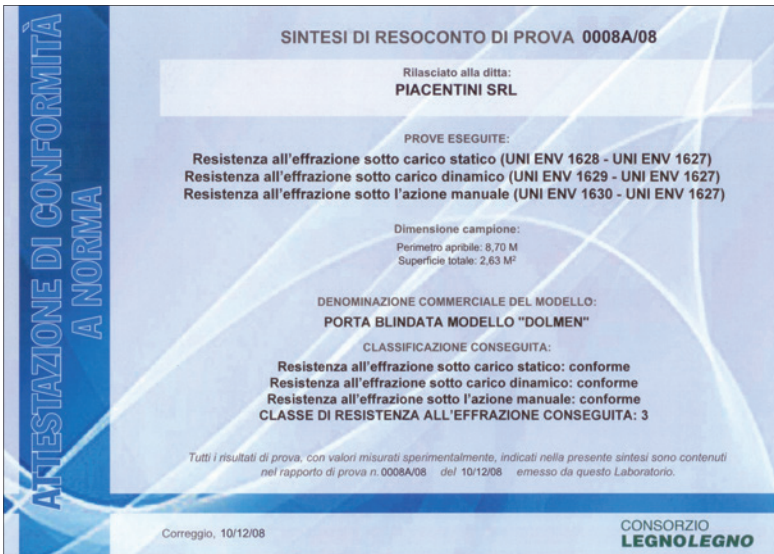 ATTESTAZIONE DI CONFORMITÀ
A NORMA
SINTESI DI RESOCONTO DI PROVA 0008A/08
Rilasciato alla ditta:
PIACENTINI SRL
PROVE ESEGUITE:
Resistenza all'effrazione sotto carico statico (UNI ENV 1628 - UNI ENV 1627)
Resistenza all'effrazione sotto carico dinamico (UNI ENV 1629 - UNI ENV 1627)
Resistenza all'effrazione sotto l'azione manuale (UNI ENV 1630 - UNI ENV 1627)
Dimensione campione:
Perimetro apribile: 8,70 M
Superficie totale: 2,63 M²
DENOMINAZIONE COMMERCIALE DEL MODELLO:
PORTA BLINDATA MODELLO "DOLMEN"
CLASSIFICAZIONE CONSEGUITA:
Resistenza all'effrazione sotto carico statico: conforme
Resistenza all'effrazione sotto carico dinamico: conforme
Resistenza all'effrazione sotto l'azione manuale: conforme
CLASSE DI RESISTENZA ALL'EFFRAZIONE CONSEGUITA: 3
Tutti i risultati di prova, con valori misurati sperimentalmente, indicati nella presente sintesi sono contenuti
nel rapporto di prova n. 0008A/08 del 10/12/08 emesso da questo Laboratorio.
Correggio, 10/12/08
CONSORZIO
LEGNOLEGNO